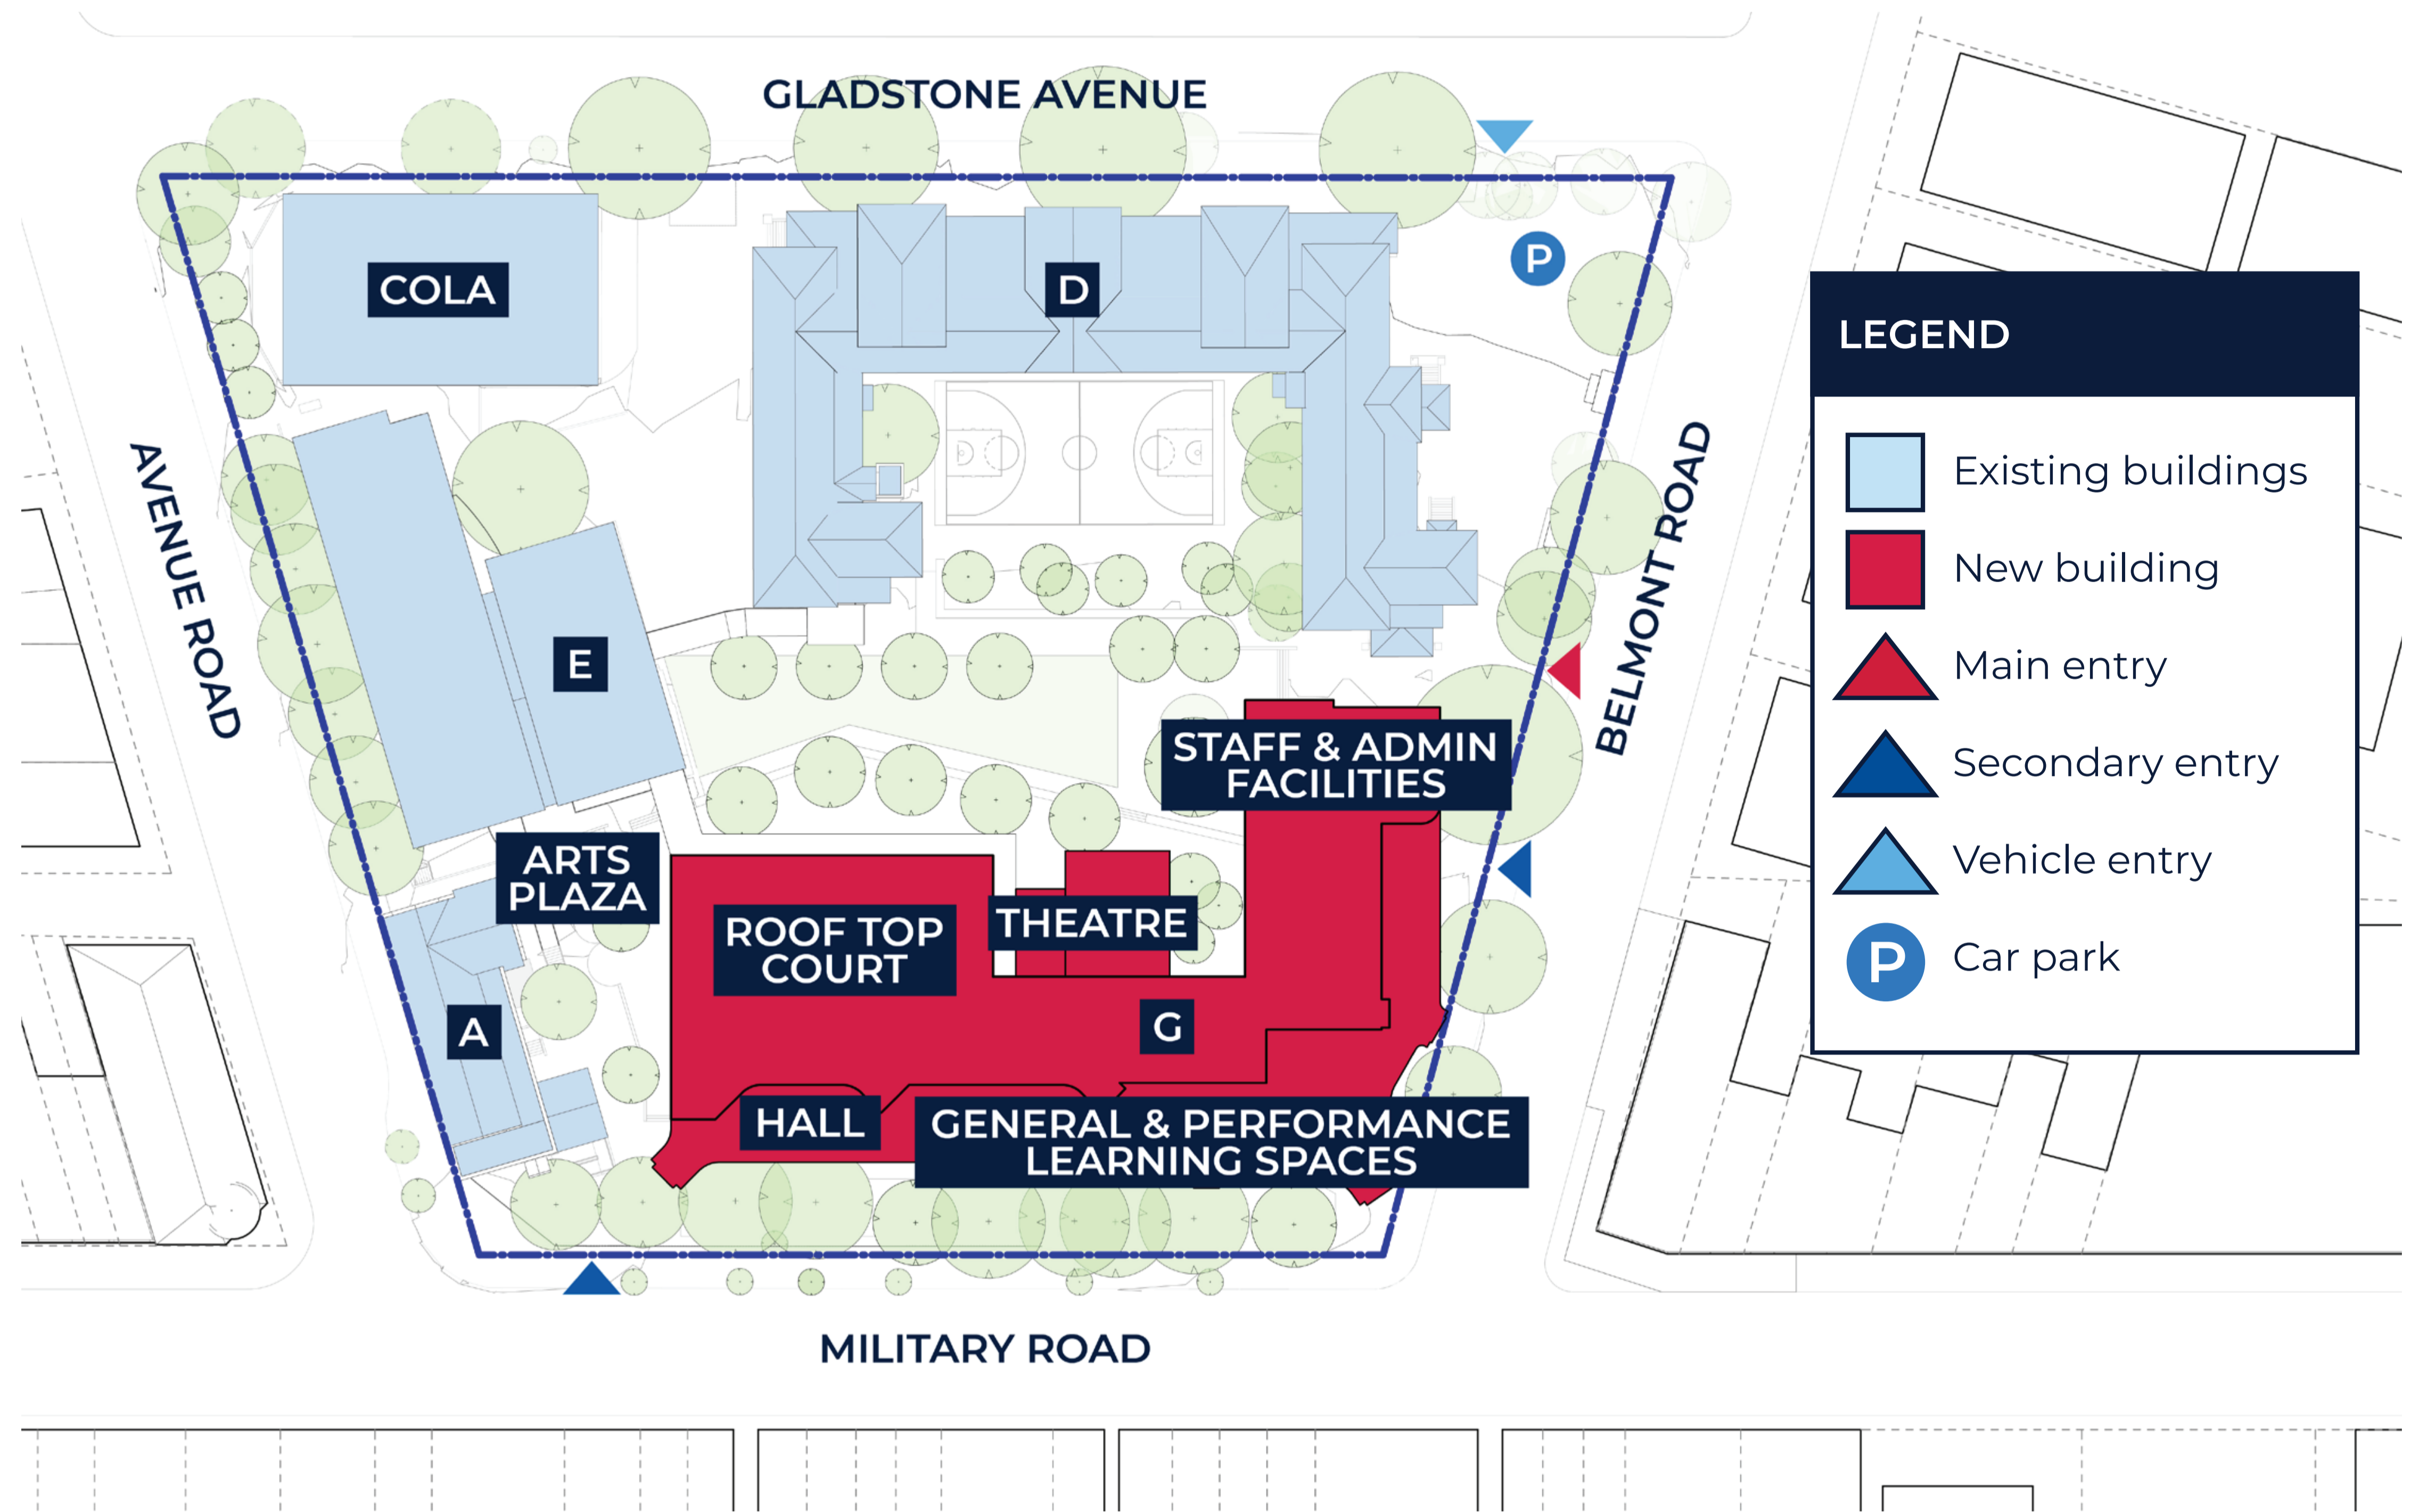 GLADSTONE AVENUE
P
COLA
D
LEGEND
Existing buildings
New building
Main entry
Secondary entry
Vehicle entry
P
Car park
AVENUE ROAD
BELMONT ROAD
E
STAFF & ADMIN
FACILITIES
ARTS
PLAZA
ROOF TOP
COURT
THEATRE
A
G
HALL
GENERAL & PERFORMANCE
LEARNING SPACES
MILITARY ROAD